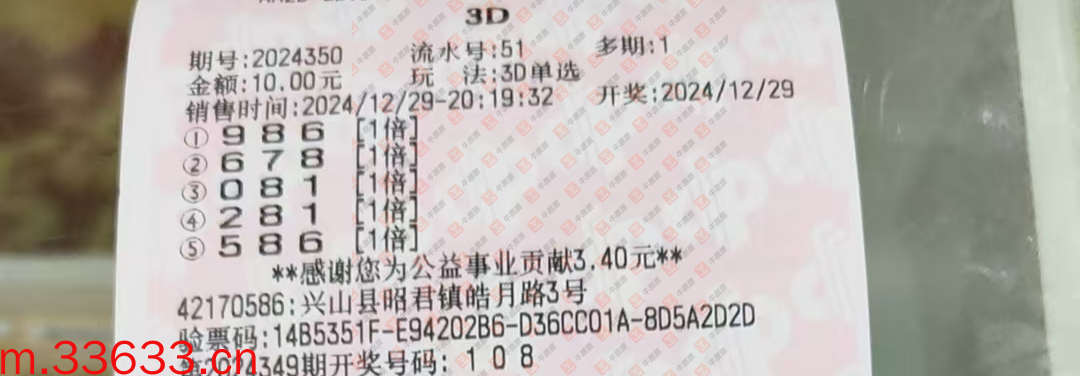 3D
期号:2024350 流水号:51 多期:1
金额:10.00元 玩 法:3D单选
销售时间:2024/12/29-20:19:32 开奖:2024/12/29
① 9 8 6 [1倍]
② 6 7 8 [1倍]
③ 0 8 1 [1倍]
④ 2 8 1 [1倍]
⑤ 5 8 6 [1倍]
**感谢您为公益事业贡献3.40元**
42170586:兴山县昭君镇皓月路3号
验票码:14B5351F-E94202B6-D36CC01A-8D5A2D2D
第2024349期开奖号码: 1 0 8
m.33633.cn